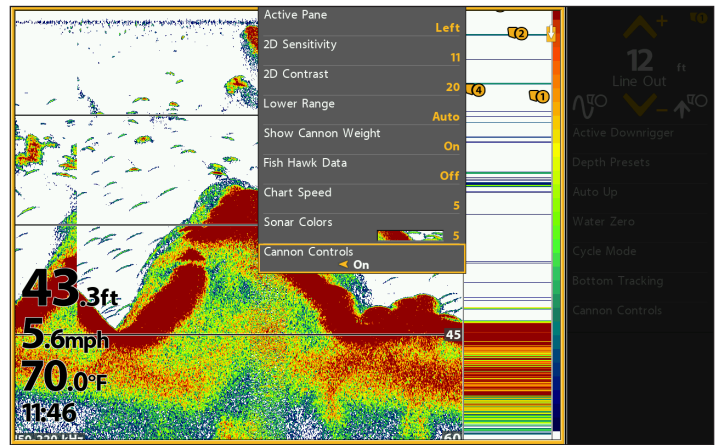 Active Pane
Left
2D Sensitivity
11
2D Contrast
20
Lower Range
Auto
Show Cannon Weight
On
Fish Hawk Data
Off
Chart Speed
5
Sonar Colors
5
Cannon Controls
On
2
4
1
43.3ft
5.6mph
70.0°F
11:46
45
60
12 ft
Line Out
Active Downrigger
Depth Presets
Auto Up
Water Zero
Cycle Mode
Bottom Tracking
Cannon Controls